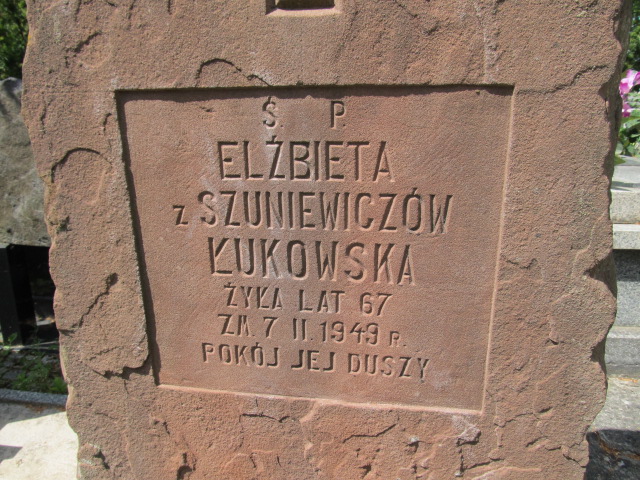 Ś. P.
ELŻBIETA
z SZUNIEWICZÓW
ŁUKOWSKA
ŻYŁA LAT 67
ZM. 7 II. 1949 R.
POKÓJ JEJ DUSZY